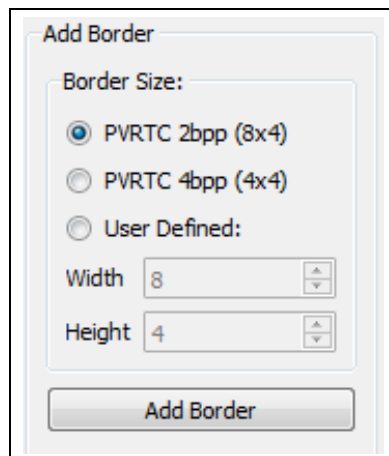 Add Border
Border Size:
PVRTC 2bpp (8x4)
PVRTC 4bpp (4x4)
User Defined:
Width 8
Height 4
Add Border